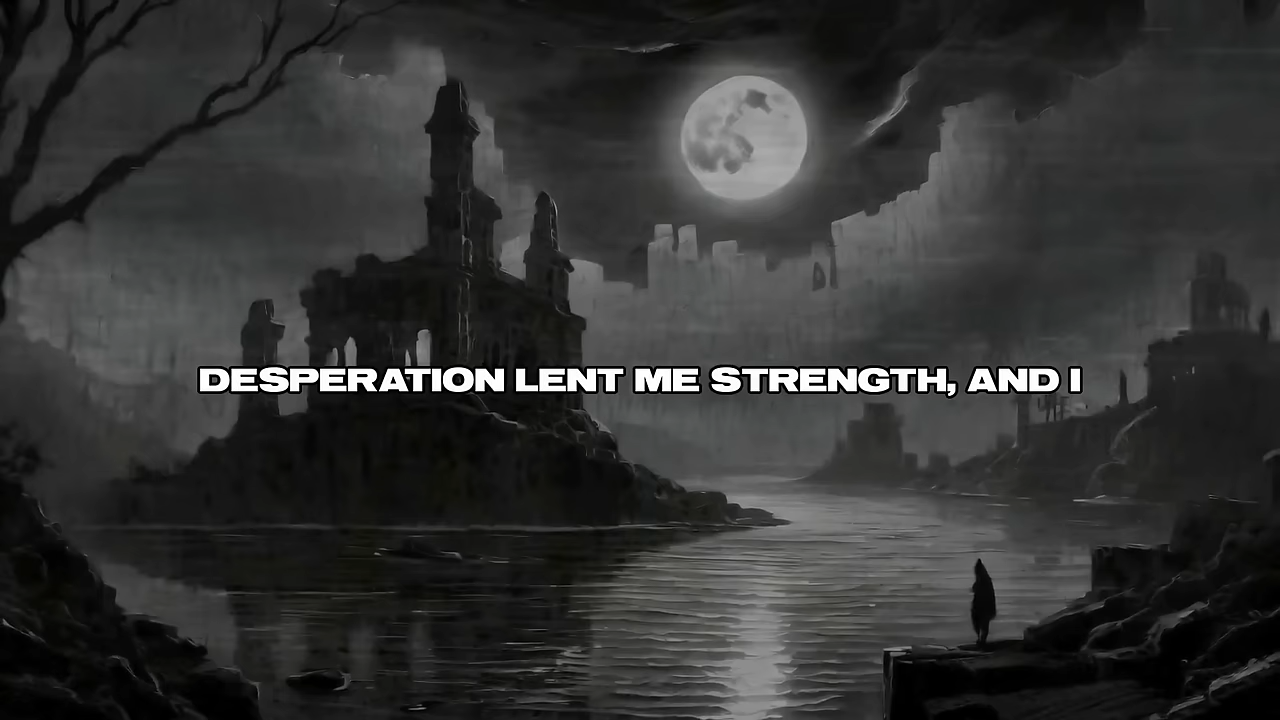 DESPERATION LENT ME STRENGTH, AND I